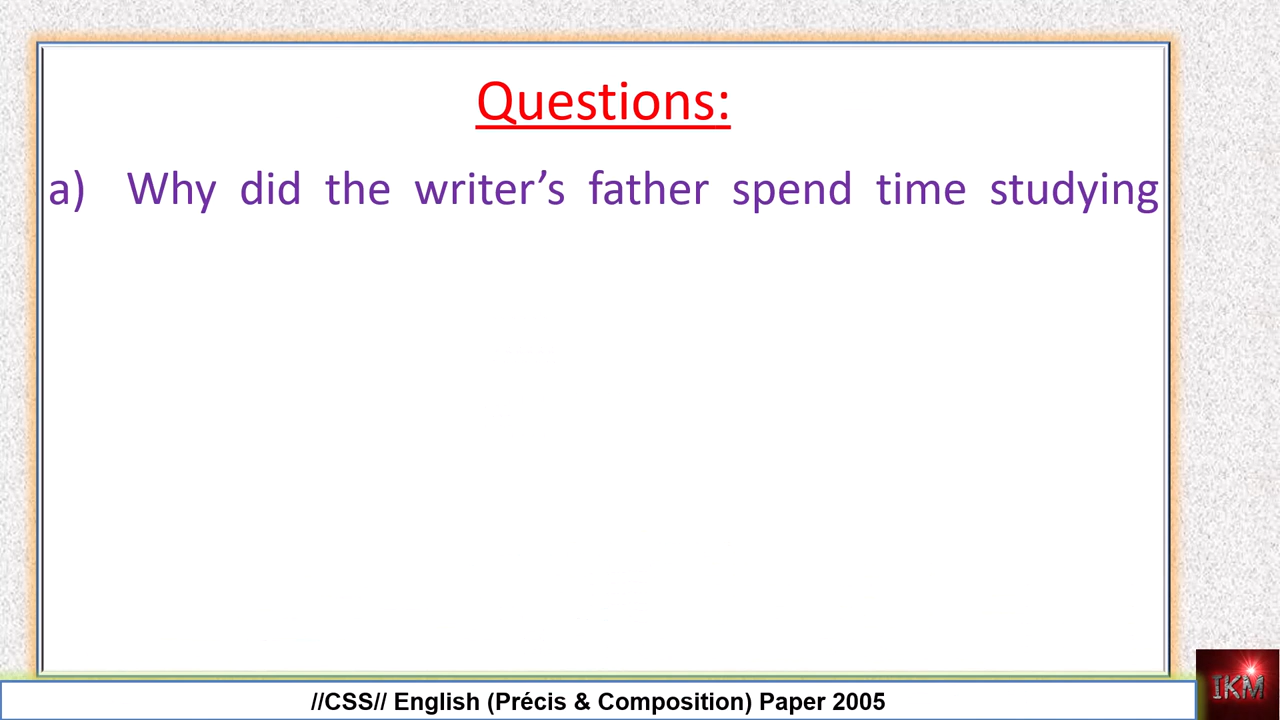 Questions:
a) Why did the writer’s father spend time studying
//CSS// English (Précis & Composition) Paper 2005
IKM